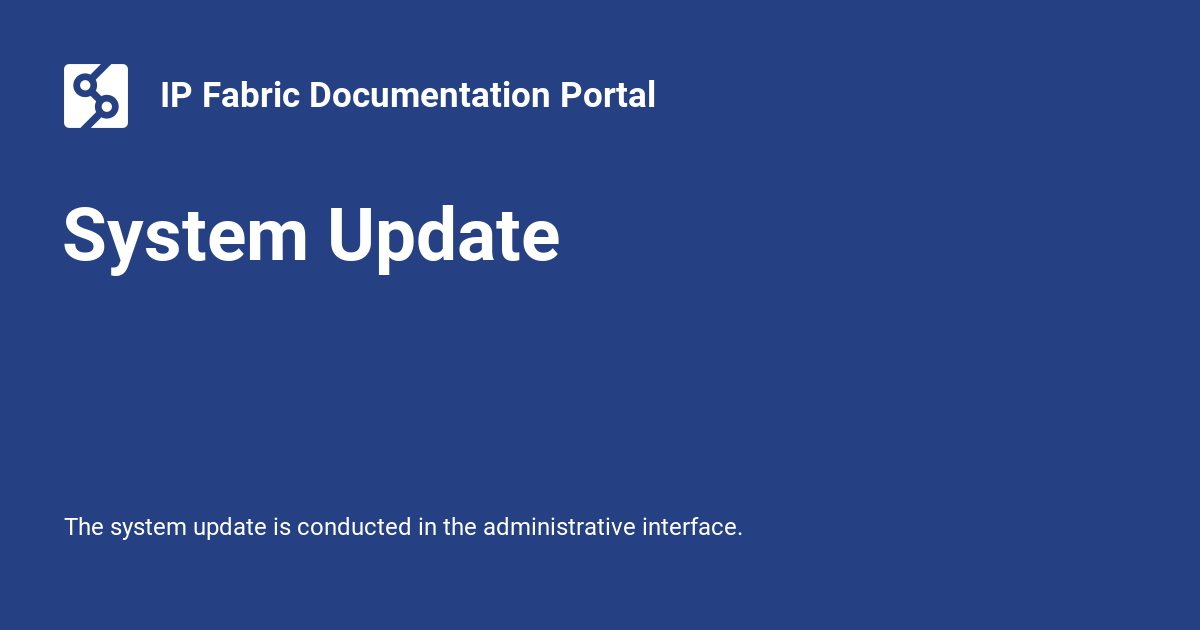 IP Fabric Documentation Portal
System Update
The system update is conducted in the administrative interface.